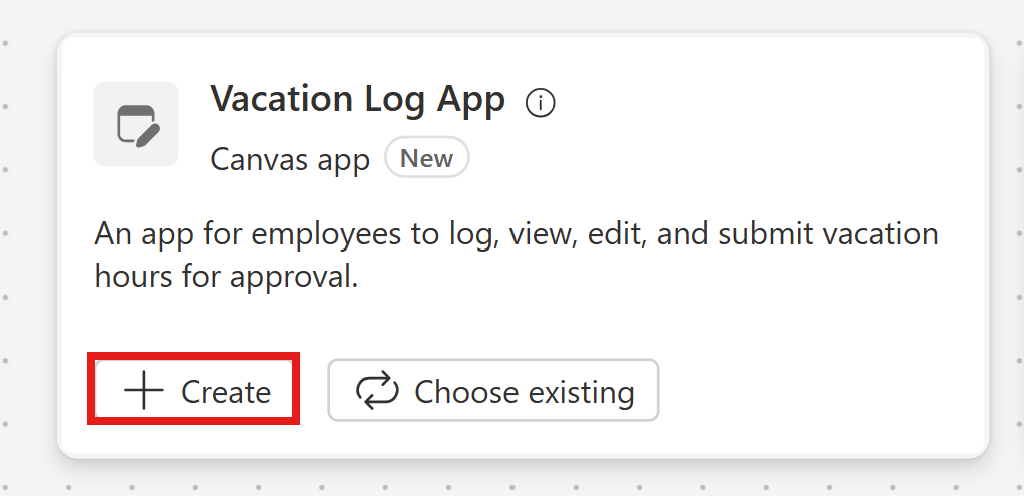 Vacation Log App
Canvas app New
An app for employees to log, view, edit, and submit vacation
hours for approval.
Create Choose existing